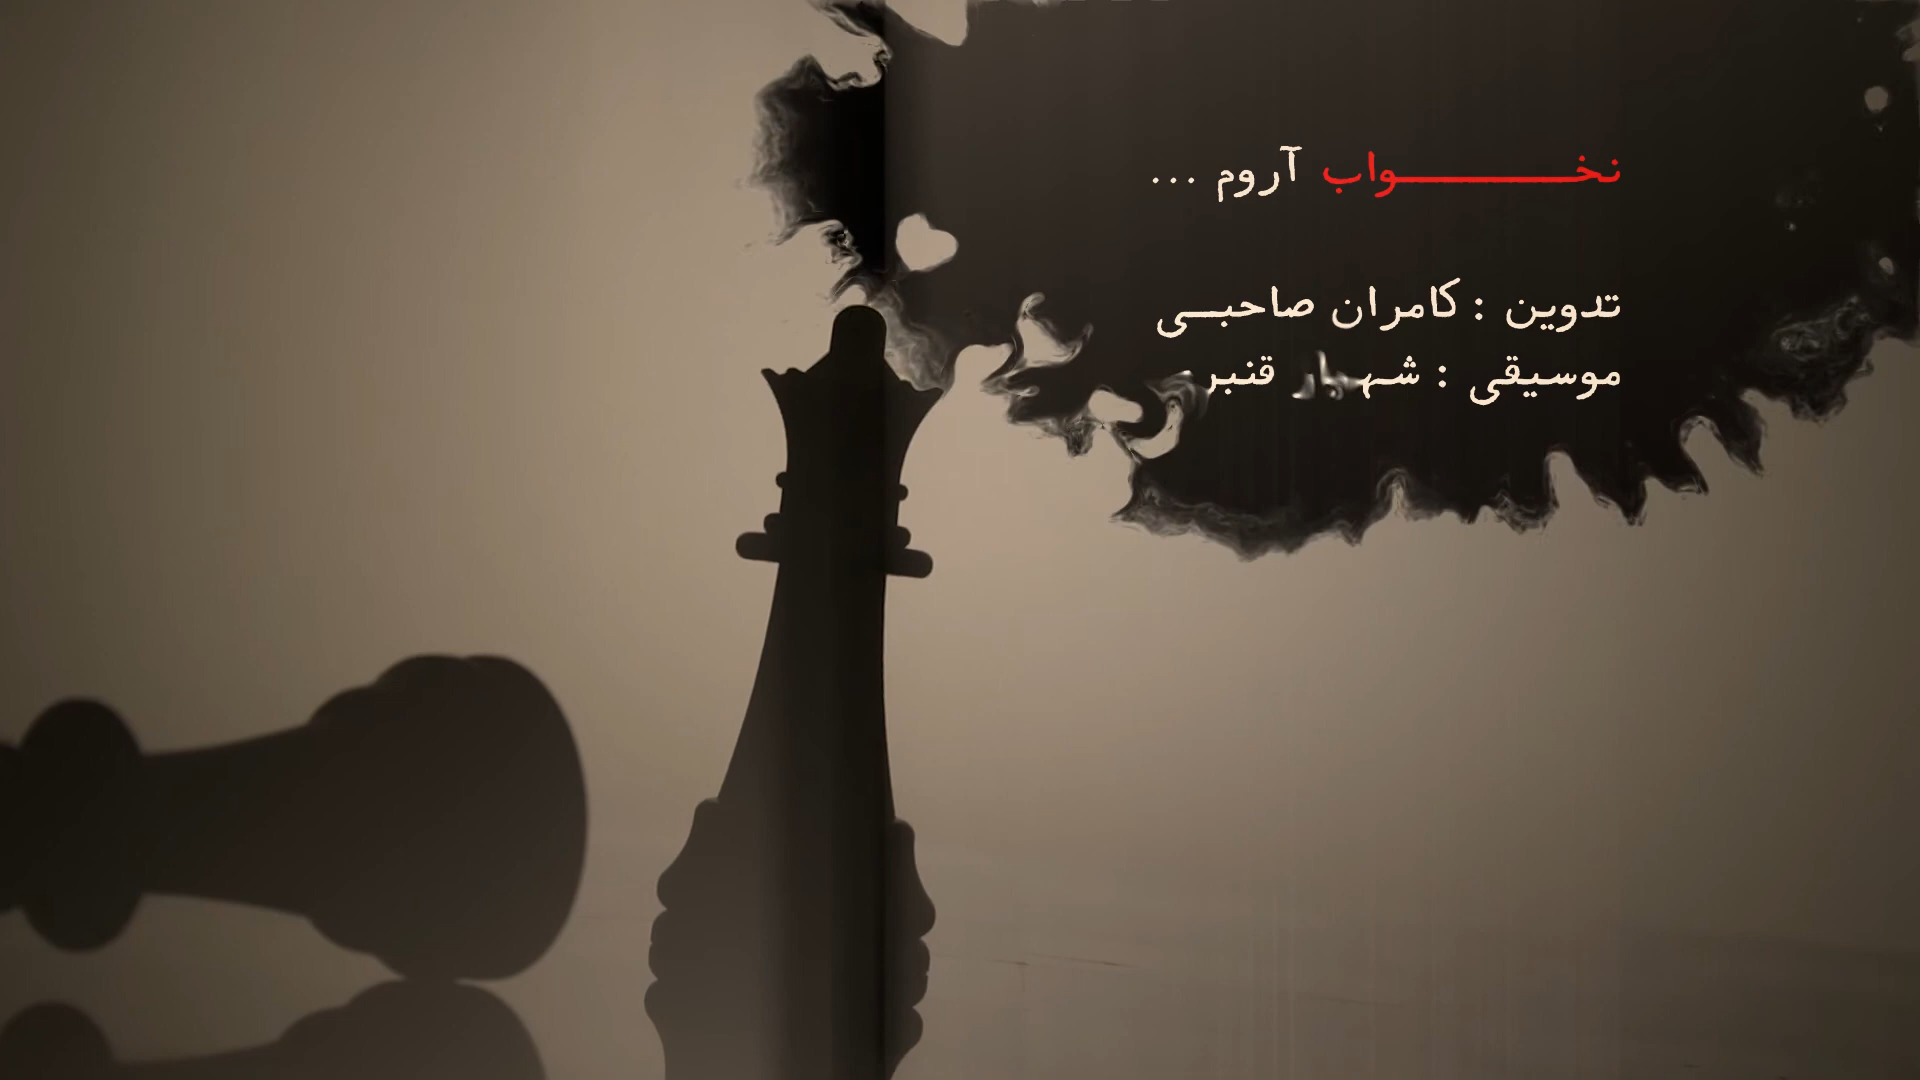 نخـــــواب آروم ...
تدوین : کامران صاحبـی
موسیقی :